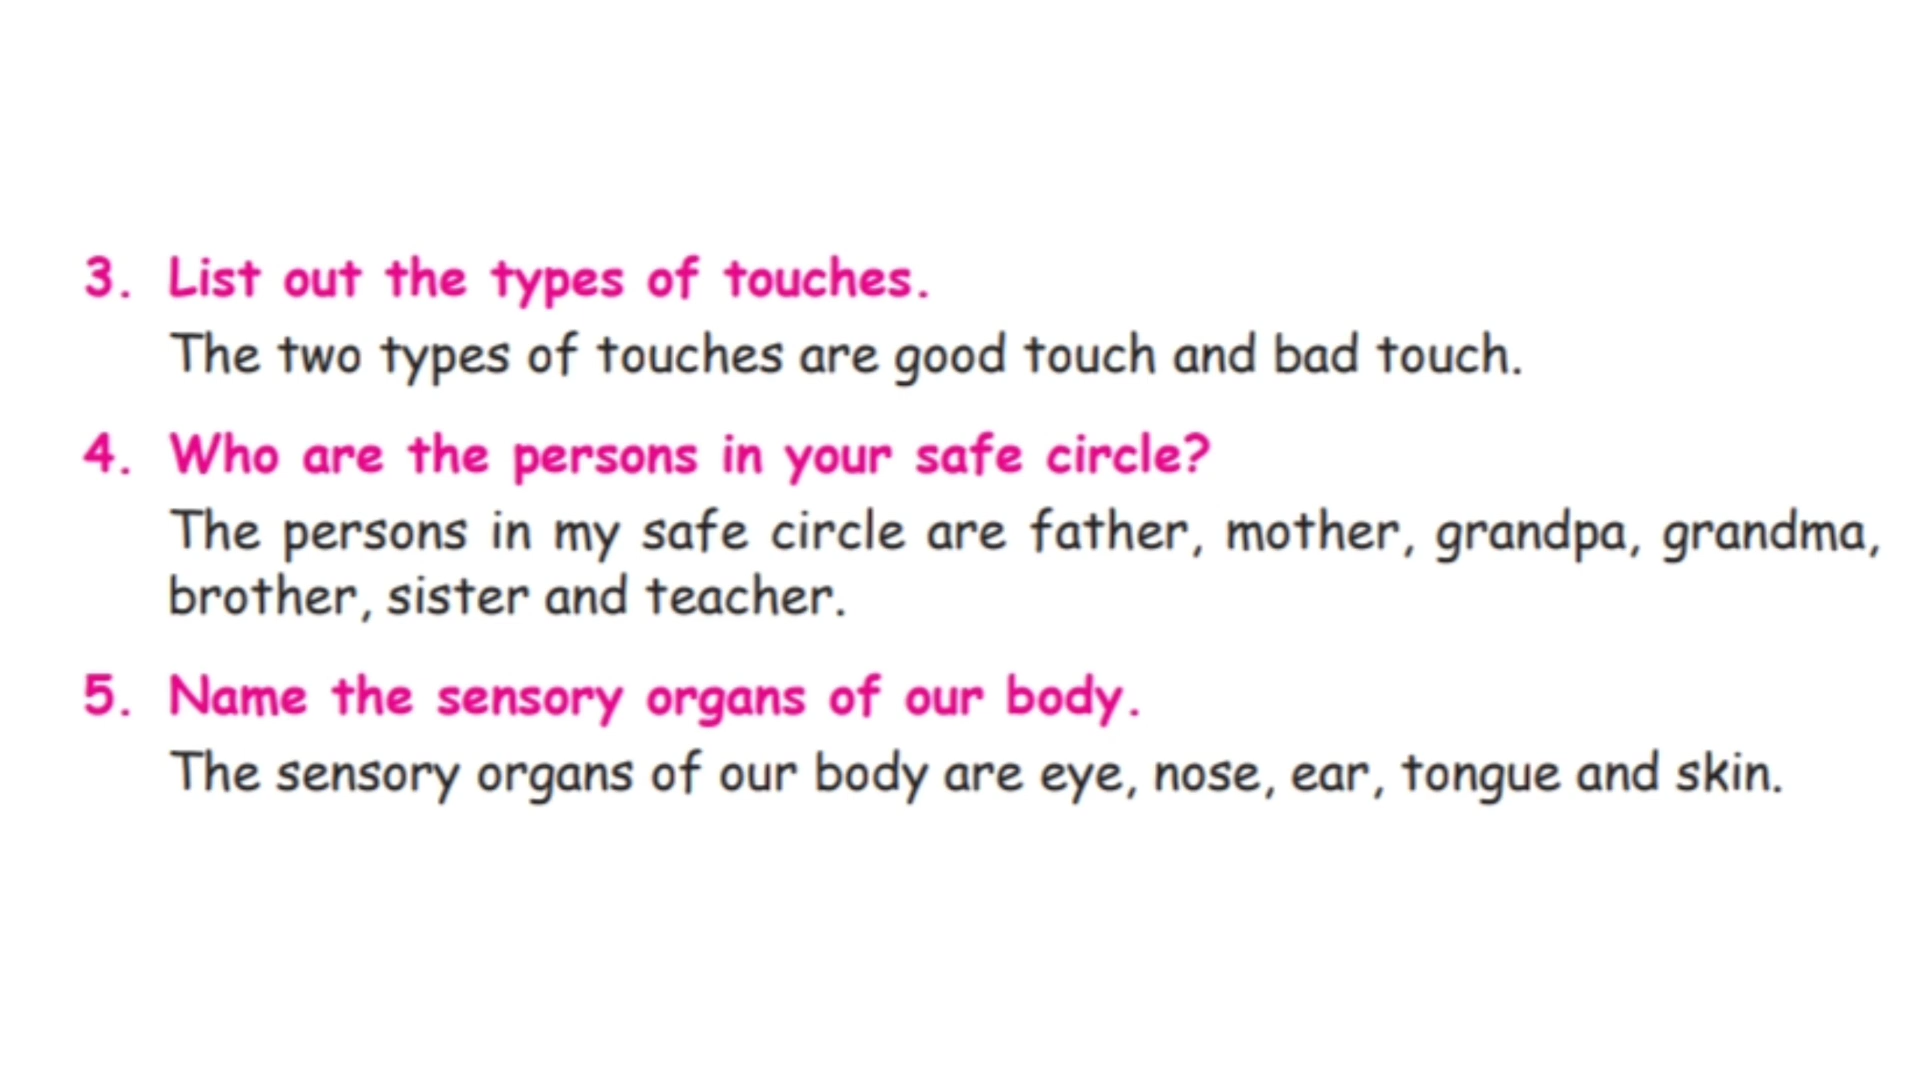 3. List out the types of touches.
The two types of touches are good touch and bad touch.
4. Who are the persons in your safe circle?
The persons in my safe circle are father, mother, grandpa, grandma,
brother, sister and teacher.
5. Name the sensory organs of our body.
The sensory organs of our body are eye, nose, ear, tongue and skin.